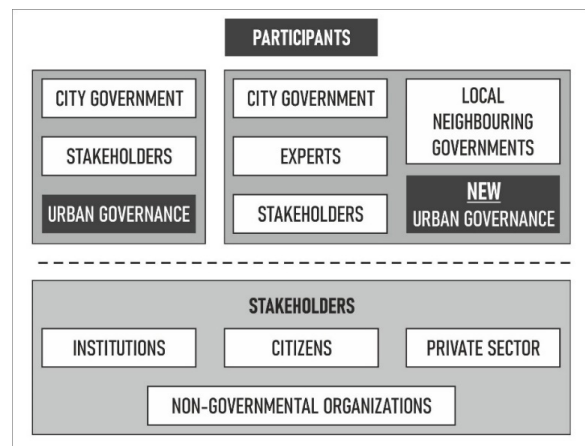 PARTICIPANTS
CITY GOVERNMENT
STAKEHOLDERS
URBAN GOVERNANCE
CITY GOVERNMENT
EXPERTS
STAKEHOLDERS
LOCAL
NEIGHBOURING
GOVERNMENTS
NEW
URBAN GOVERNANCE
STAKEHOLDERS
INSTITUTIONS
CITIZENS
PRIVATE SECTOR
NON-GOVERNMENTAL ORGANIZATIONS